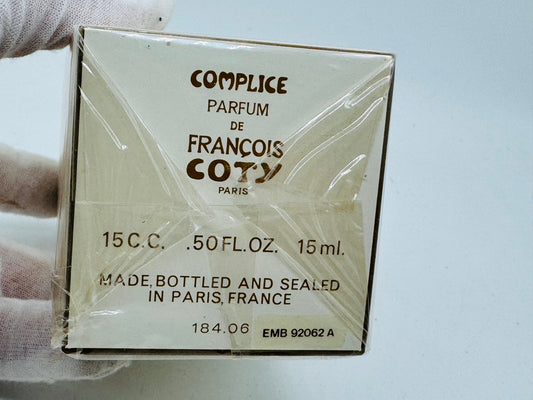 COMPLICE
PARFUM
DE
FRANÇOIS
COTY
PARIS
15 C.C. .50 FL.OZ. 15 ml.
MADE, BOTTLED AND SEALED
IN PARIS, FRANCE
184.06 EMB 92062 A